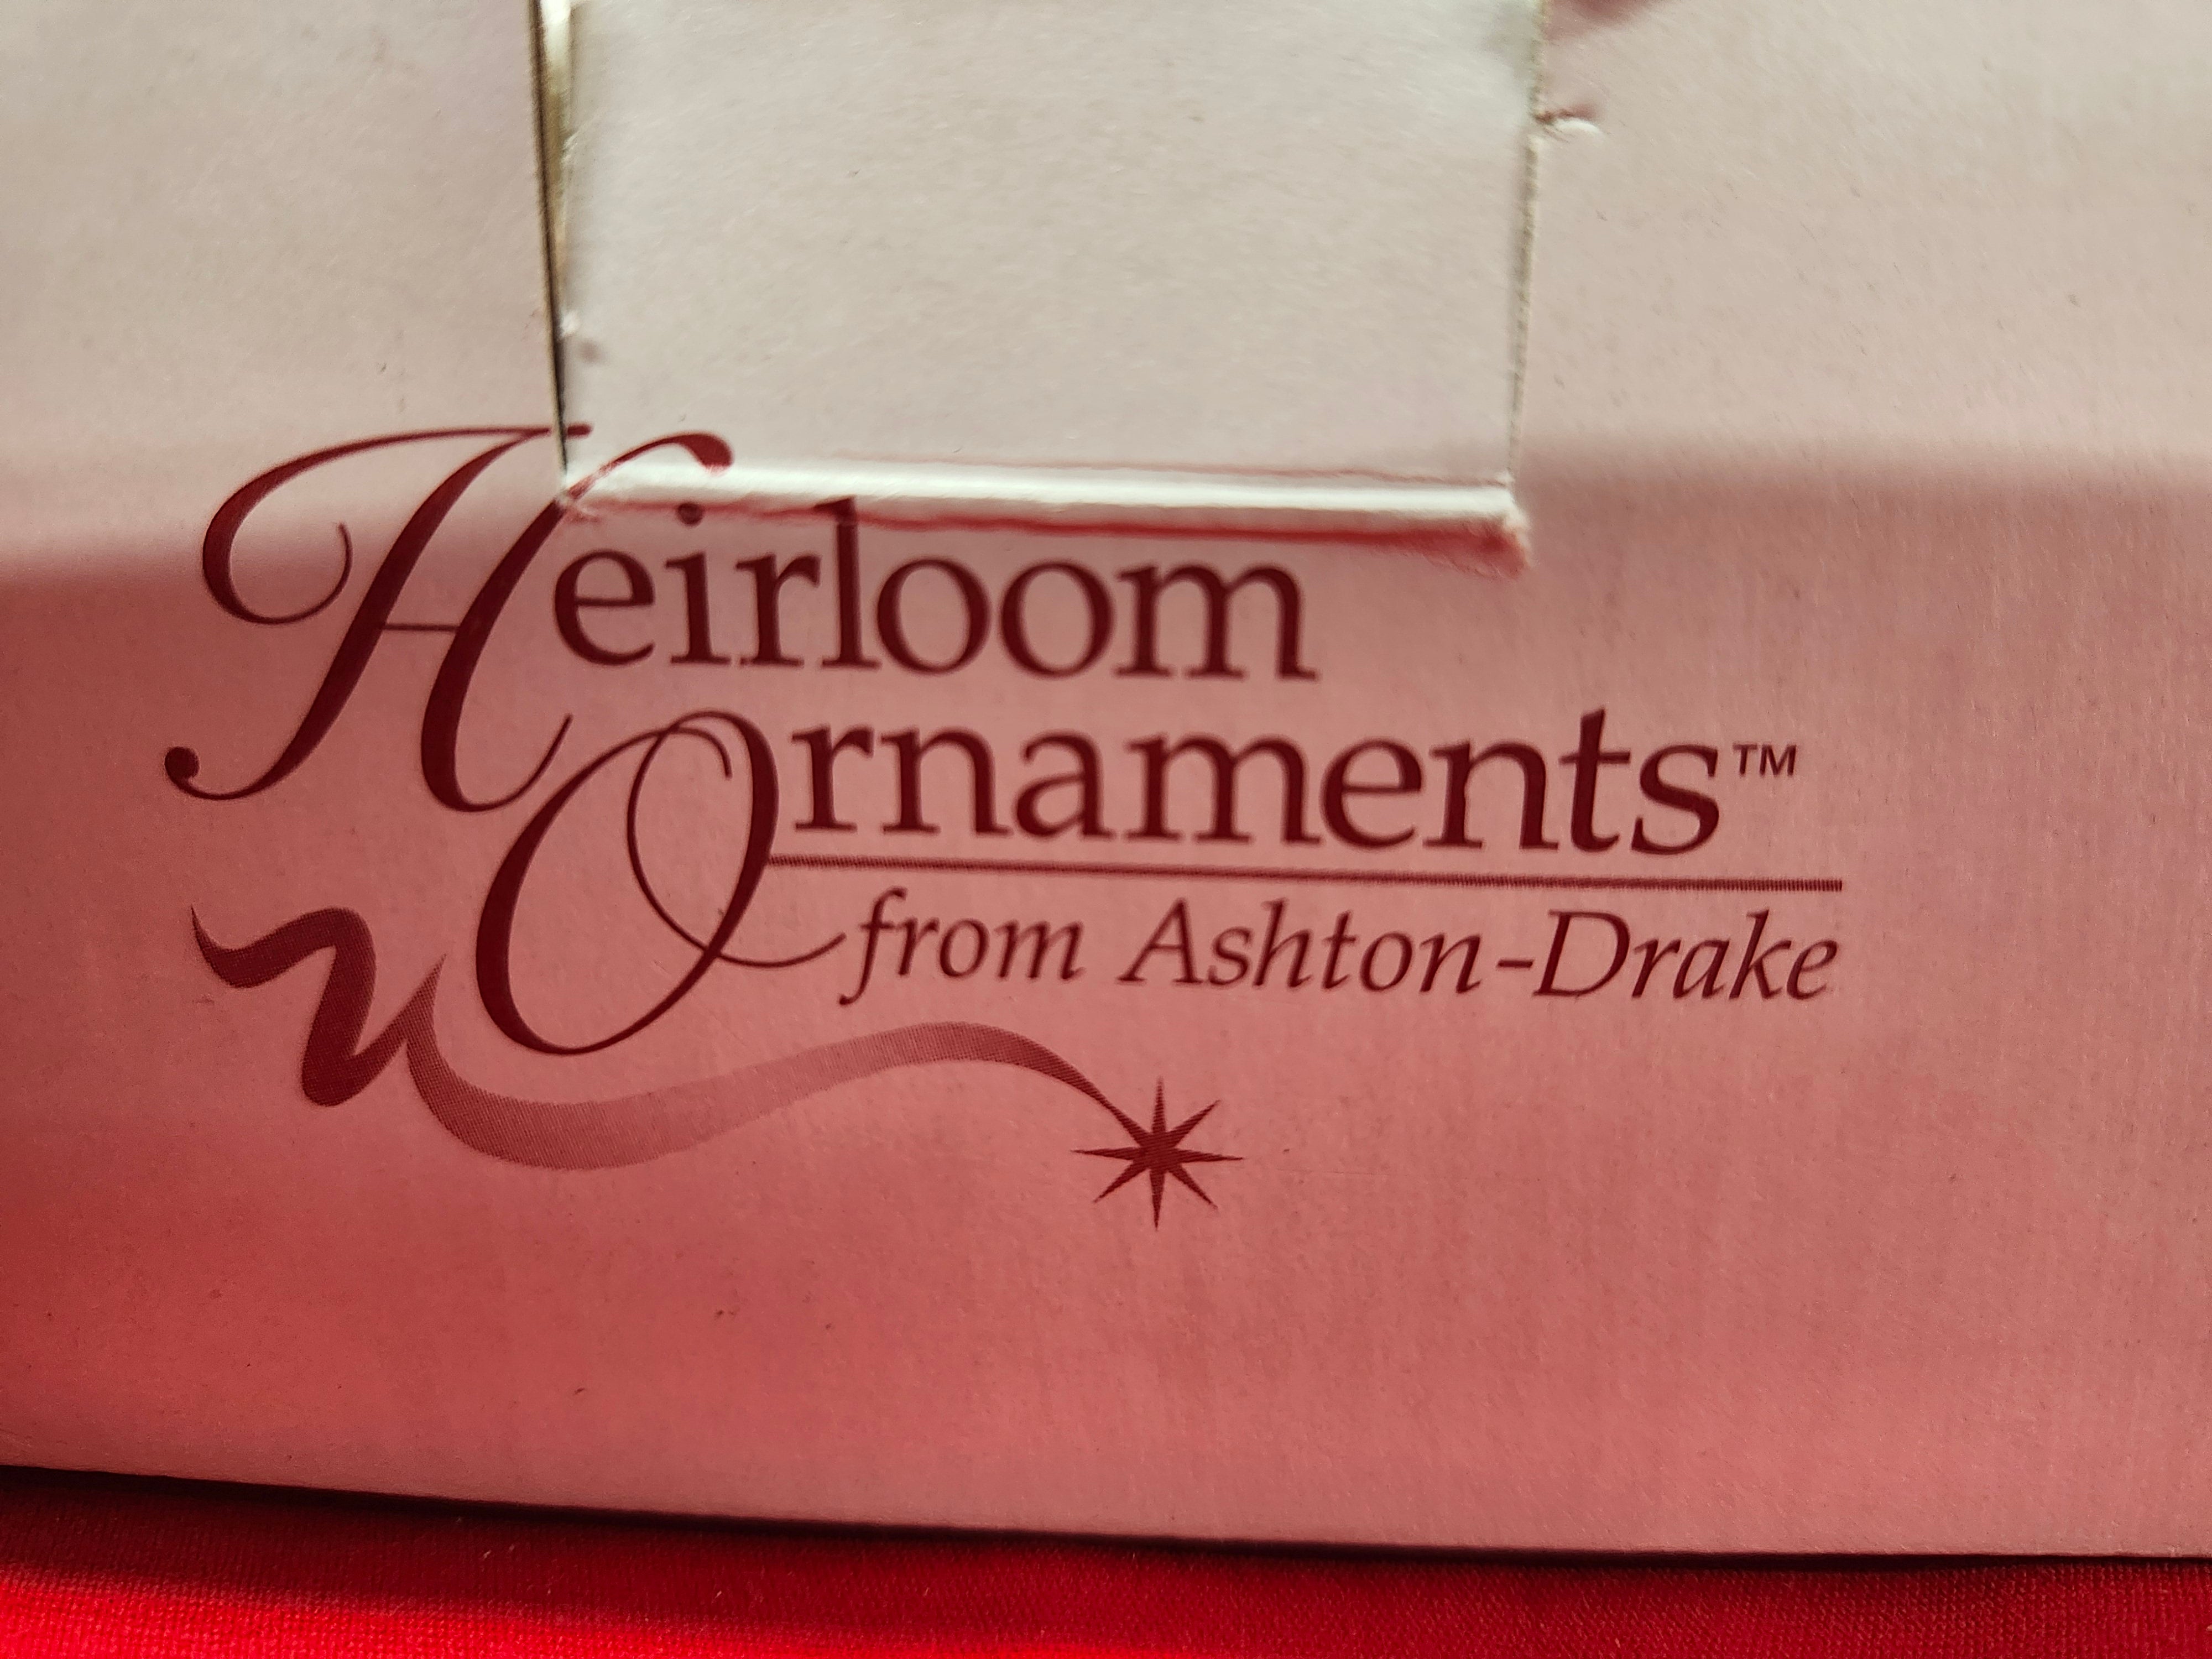 Heirloom
Ornaments™
from Ashton-Drake